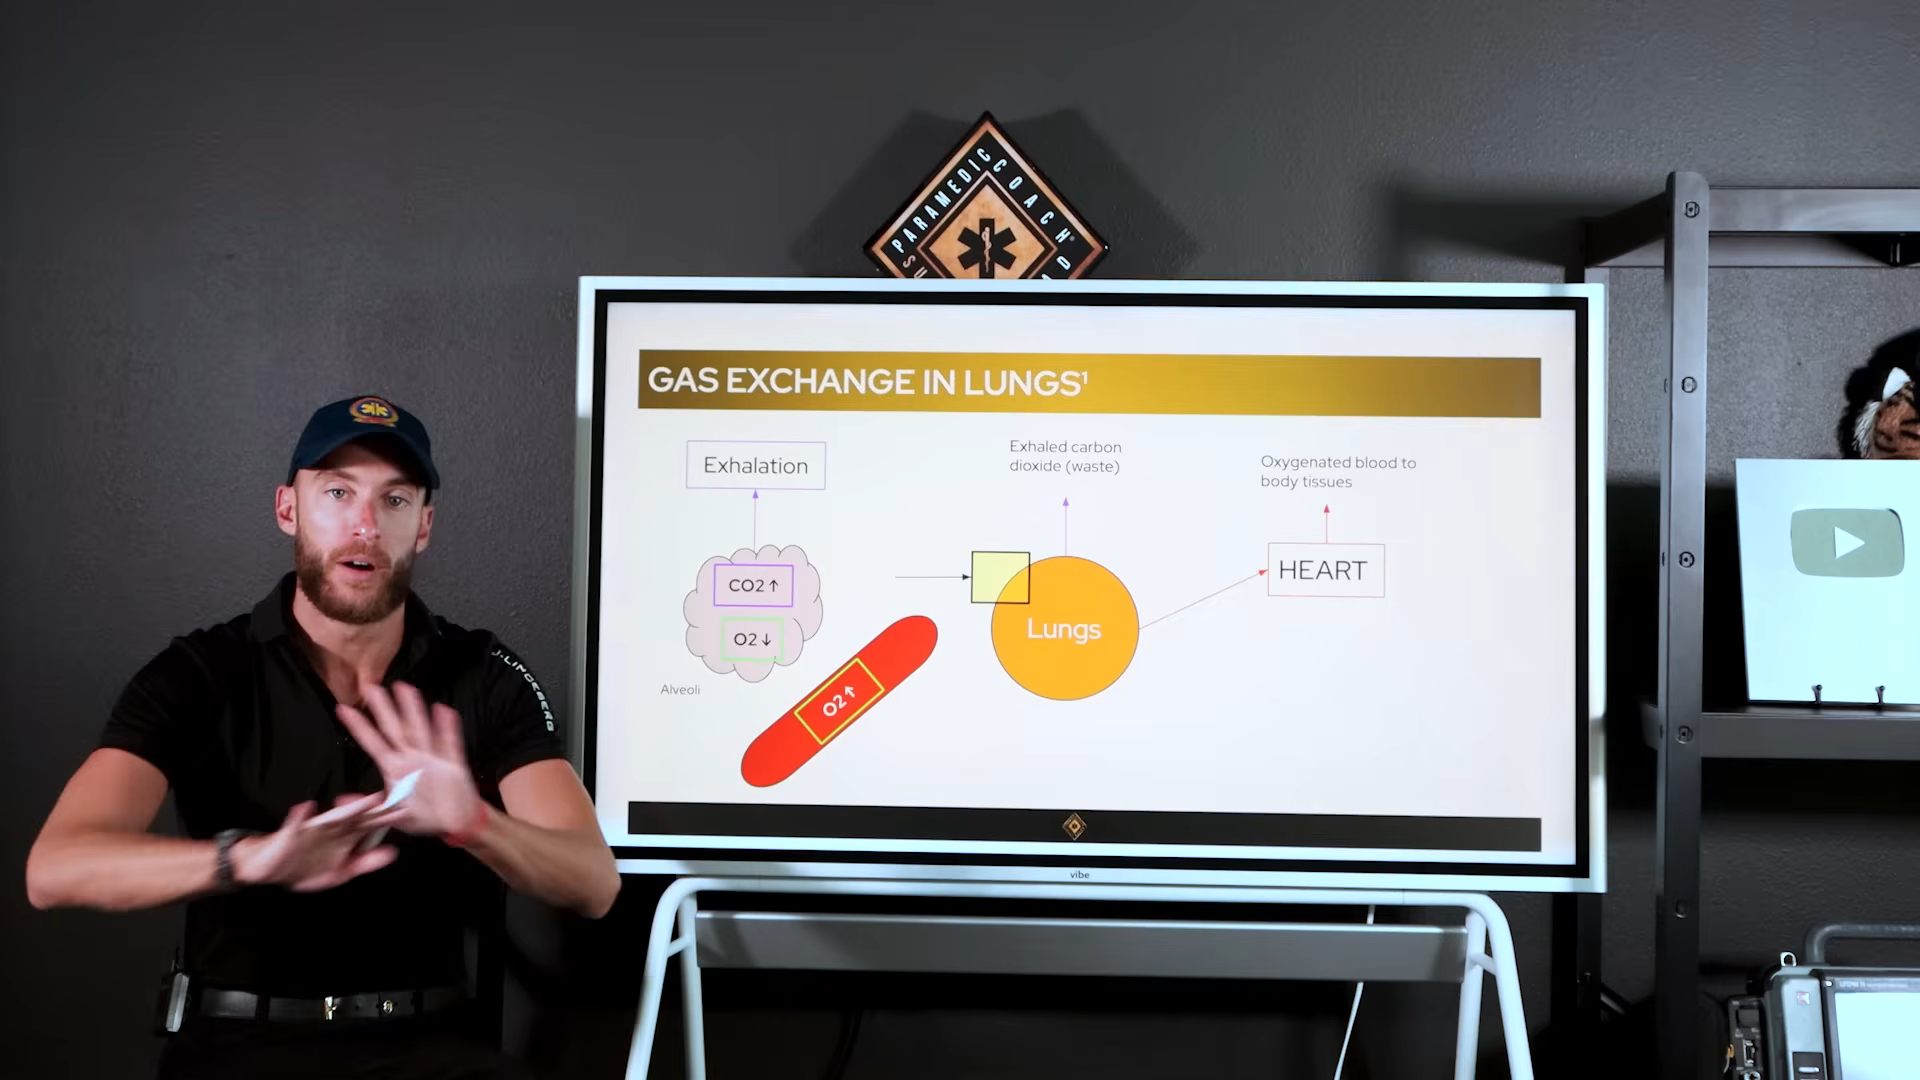 PARAMEDIC COACH
GAS EXCHANGE IN LUNGS¹
Exhalation
CO2↑
O2↓
Alveoli
O2↑
Exhaled carbon
dioxide (waste)
Lungs
Oxygenated blood to
body tissues
HEART
vibe
J.LINDEBERG